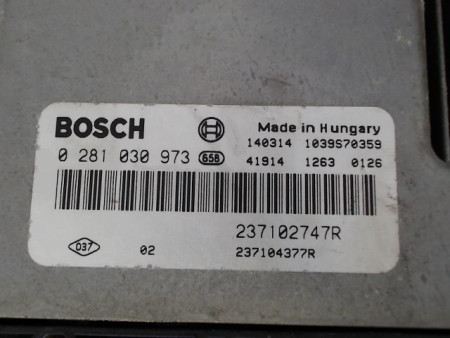 BOSCH Made in Hungary
140314 1039S70359
0 281 030 973 658 41914 1263 0126
237102747R
037 02 237104377R